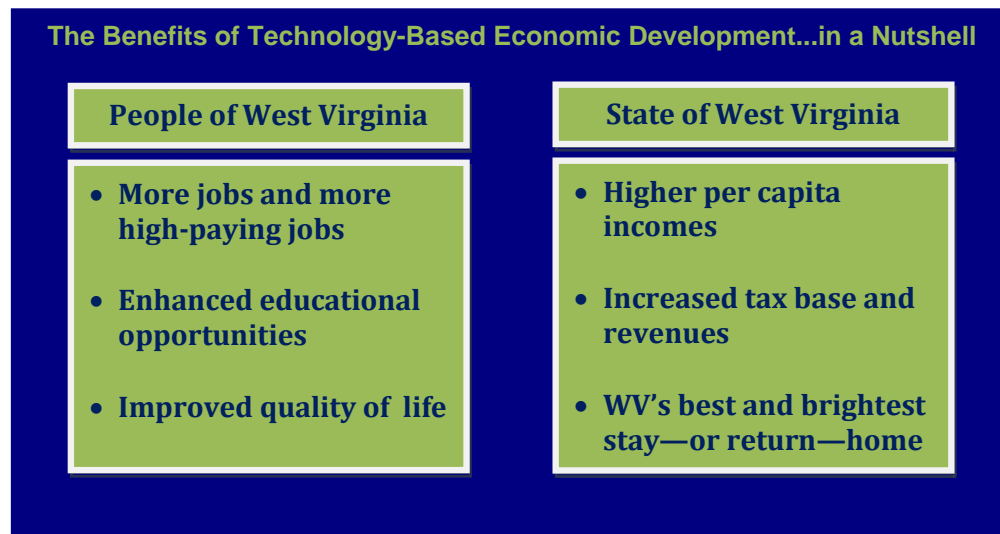 The Benefits of Technology-Based Economic Development...in a Nutshell
People of West Virginia
• More jobs and more
high-paying jobs
• Enhanced educational
opportunities
• Improved quality of life
State of West Virginia
• Higher per capita
incomes
• Increased tax base and
revenues
• WV’s best and brightest
stay—or return—home